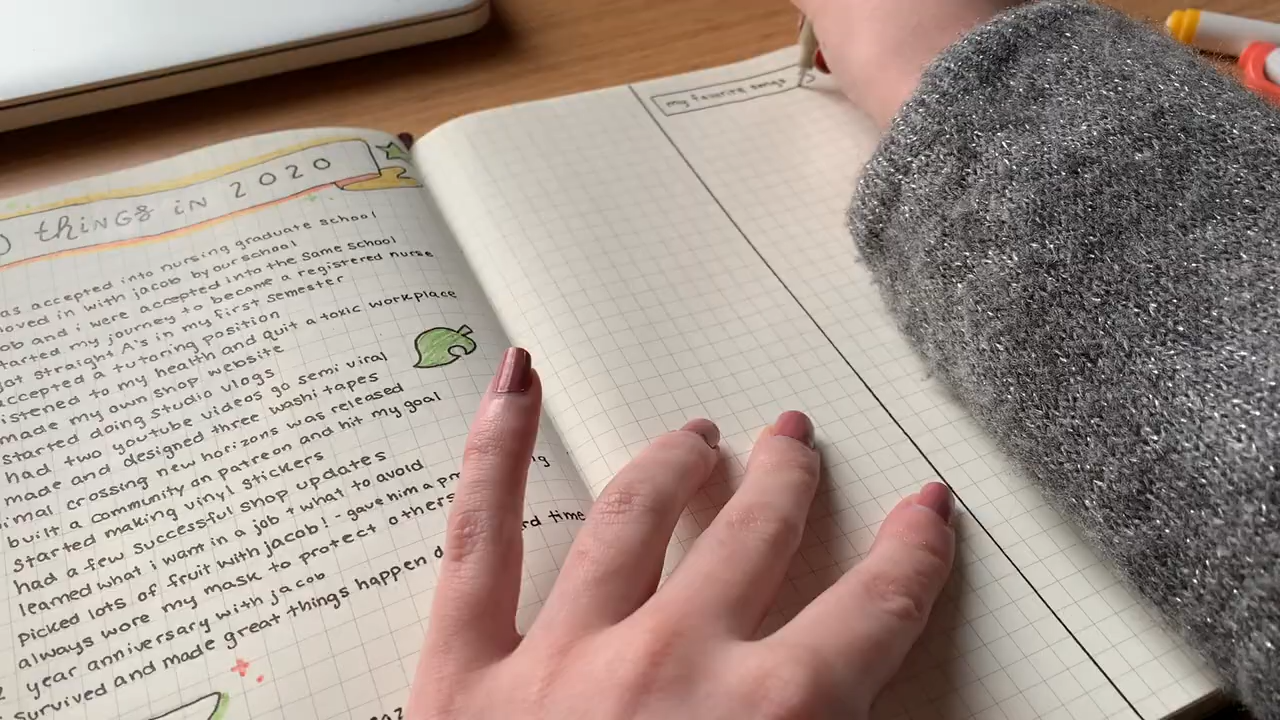 things in 2020
accepted into nursing graduate school
in with jacob by our school
and i were accepted into the same school
my journey to become a registered nurse
got straight A's in my first semester
accepted a tutoring position
listened to my health and quit a toxic workplace
made my own shop website
started doing studio vlogs
had two youtube videos go semi viral
made and designed three washi tapes
crossing new horizons was released
built a community on patreon and hit my goal
started making vinyl stickers
had a few successful shop updates
learned what i want in a job + what to avoid
picked lots of fruit with jacob! - gave him a
always wore my mask to protect others
year anniversary with jacob
survived and made great things happen
time
my favorite songs